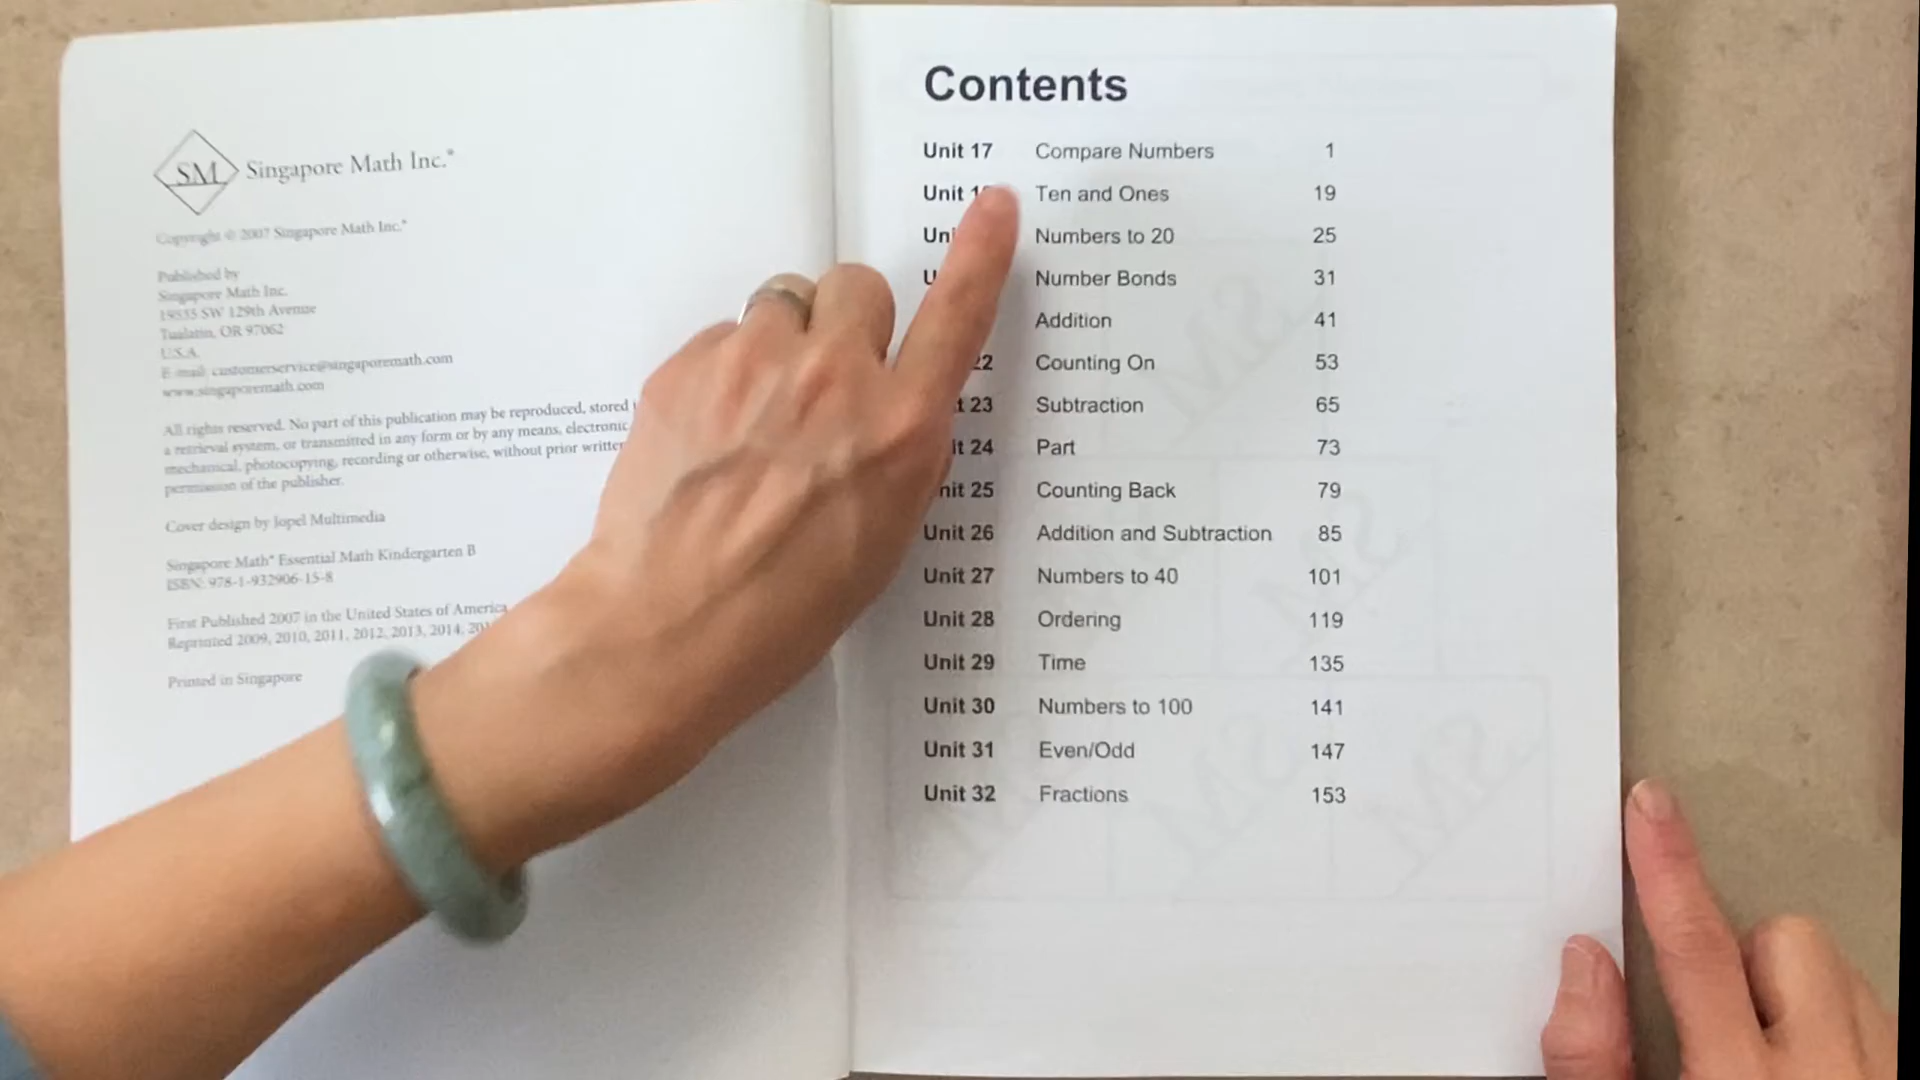 SM Singapore Math Inc.®
Copyright © 2007 Singapore Math Inc.®
Published by
Singapore Math Inc.
19535 SW 129th Avenue
Tualatin, OR 97062
U.S.A.
E-mail: customerservice@singaporemath.com
www.singaporemath.com
All rights reserved. No part of this publication may be reproduced, stored
a retrieval system, or transmitted in any form or by any means, electronic
mechanical, photocopying, recording or otherwise, without prior written
permission of the publisher.
Cover design by Jopel Multimedia
Singapore Math® Essential Math Kindergarten B
ISBN: 978-1-932906-15-8
First Published 2007 in the United States of America
Reprinted 2009, 2010, 2011, 2012, 2013, 2014,
Printed in Singapore
Contents
Unit 17 Compare Numbers 1
Unit Ten and Ones 19
Numbers to 20 25
Number Bonds 31
Addition 41
22 Counting On 53
23 Subtraction 65
24 Part 73
25 Counting Back 79
Unit 26 Addition and Subtraction 85
Unit 27 Numbers to 40 101
Unit 28 Ordering 119
Unit 29 Time 135
Unit 30 Numbers to 100 141
Unit 31 Even/Odd 147
Unit 32 Fractions 153